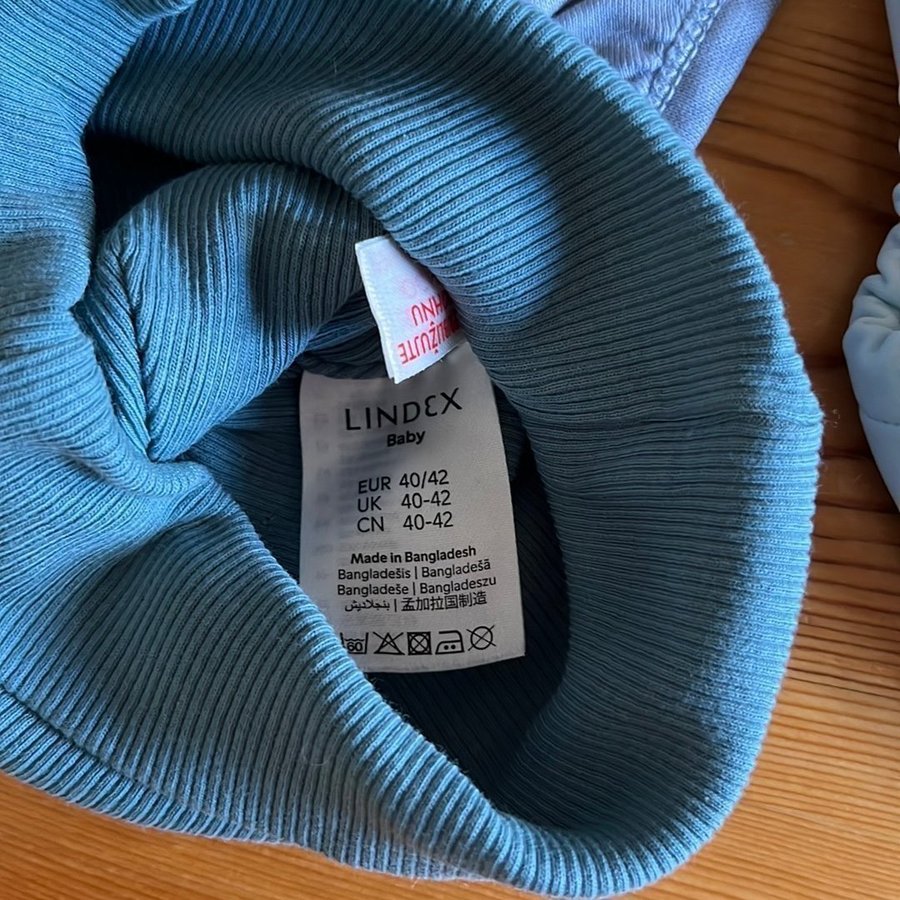 LINDEX
Baby
EUR 40/42
UK 40-42
CN 40-42
Made in Bangladesh
Bangladešis | Bangladešā
Bangladeše | Bangladeszu
بنجلاديش | 孟加拉国制造
60